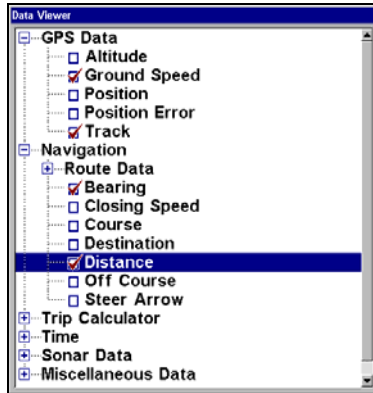 Data Viewer
GPS Data
Altitude
Ground Speed
Position
Position Error
Track
Navigation
Route Data
Bearing
Closing Speed
Course
Destination
Distance
Off Course
Steer Arrow
Trip Calculator
Time
Sonar Data
Miscellaneous Data